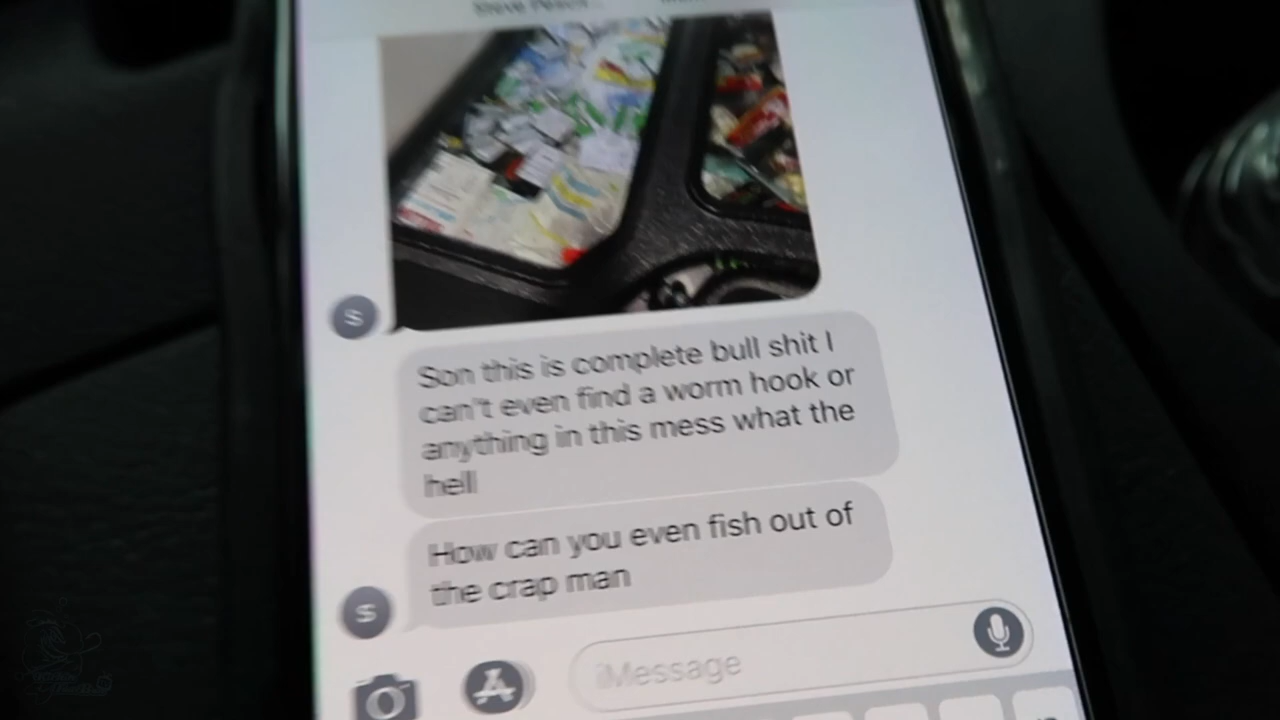 S
Son this is complete bull shit I
can't even find a worm hook or
anything in this mess what the
hell
How can you even fish out of
the crap man
S
iMessage